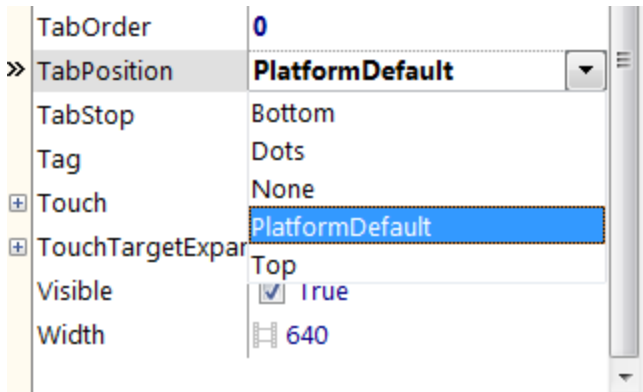 TabOrder 0
» TabPosition PlatformDefault
TabStop Bottom
Tag Dots
Touch None
TouchTargetExpar PlatformDefault
Top
Visible True
Width 640